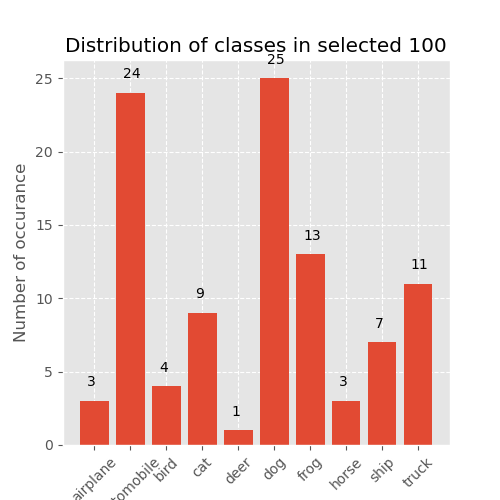 Distribution of classes in selected 100
Number of occurance
25
20
15
10
5
0
3
24
4
9
1
25
13
3
7
11
airplane
tomobile
bird
cat
deer
dog
frog
horse
ship
truck